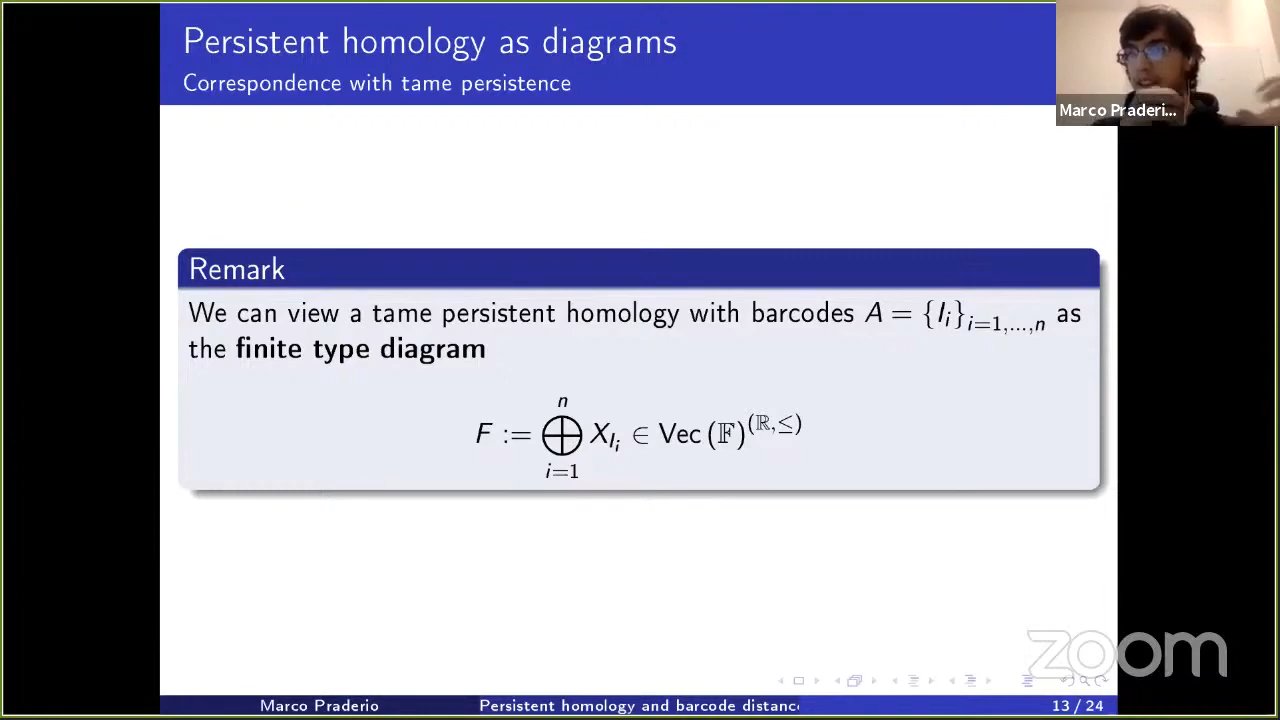 Persistent homology as diagrams
Correspondence with tame persistence
Marco Praderi...
Remark
We can view a tame persistent homology with barcodes A = {I_i}_{i=1,...,n} as
the finite type diagram
F := ⊕_{i=1}^{n} X_{I_i} ∈ Vec (𝔽)^{(ℝ,≤)}
zoom
Marco Praderio
Persistent homology and barcode distanc
13 / 24